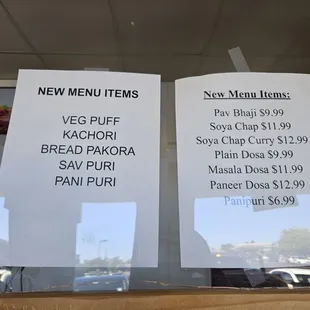 NEW MENU ITEMS
VEG PUFF
KACHORI
BREAD PAKORA
SAV PURI
PANI PURI
New Menu Items:
Pav Bhaji $9.99
Soya Chap $11.99
Soya Chap Curry $12.99
Plain Dosa $9.99
Masala Dosa $11.99
Paneer Dosa $12.99
Panipuri $6.99